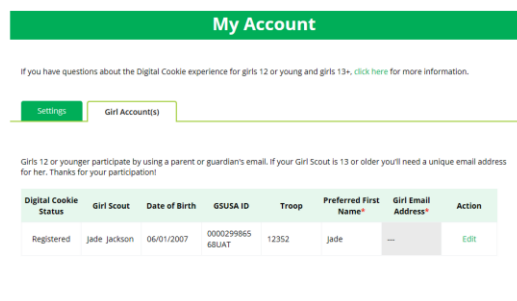 My Account
If you have questions about the Digital Cookie experience for girls 12 or young and girls 13+, click here for more information.
Settings
Girl Account(s)
Girls 12 or younger participate by using a parent or guardian's email. If your Girl Scout is 13 or older you'll need a unique email address
for her. Thanks for your participation!
Digital Cookie Status Girl Scout Date of Birth GSUSA ID Troop Preferred First Name* Girl Email Address* Action
Registered Jade Jackson 06/01/2007 0000299865 68UAT 12352 Jade --- Edit